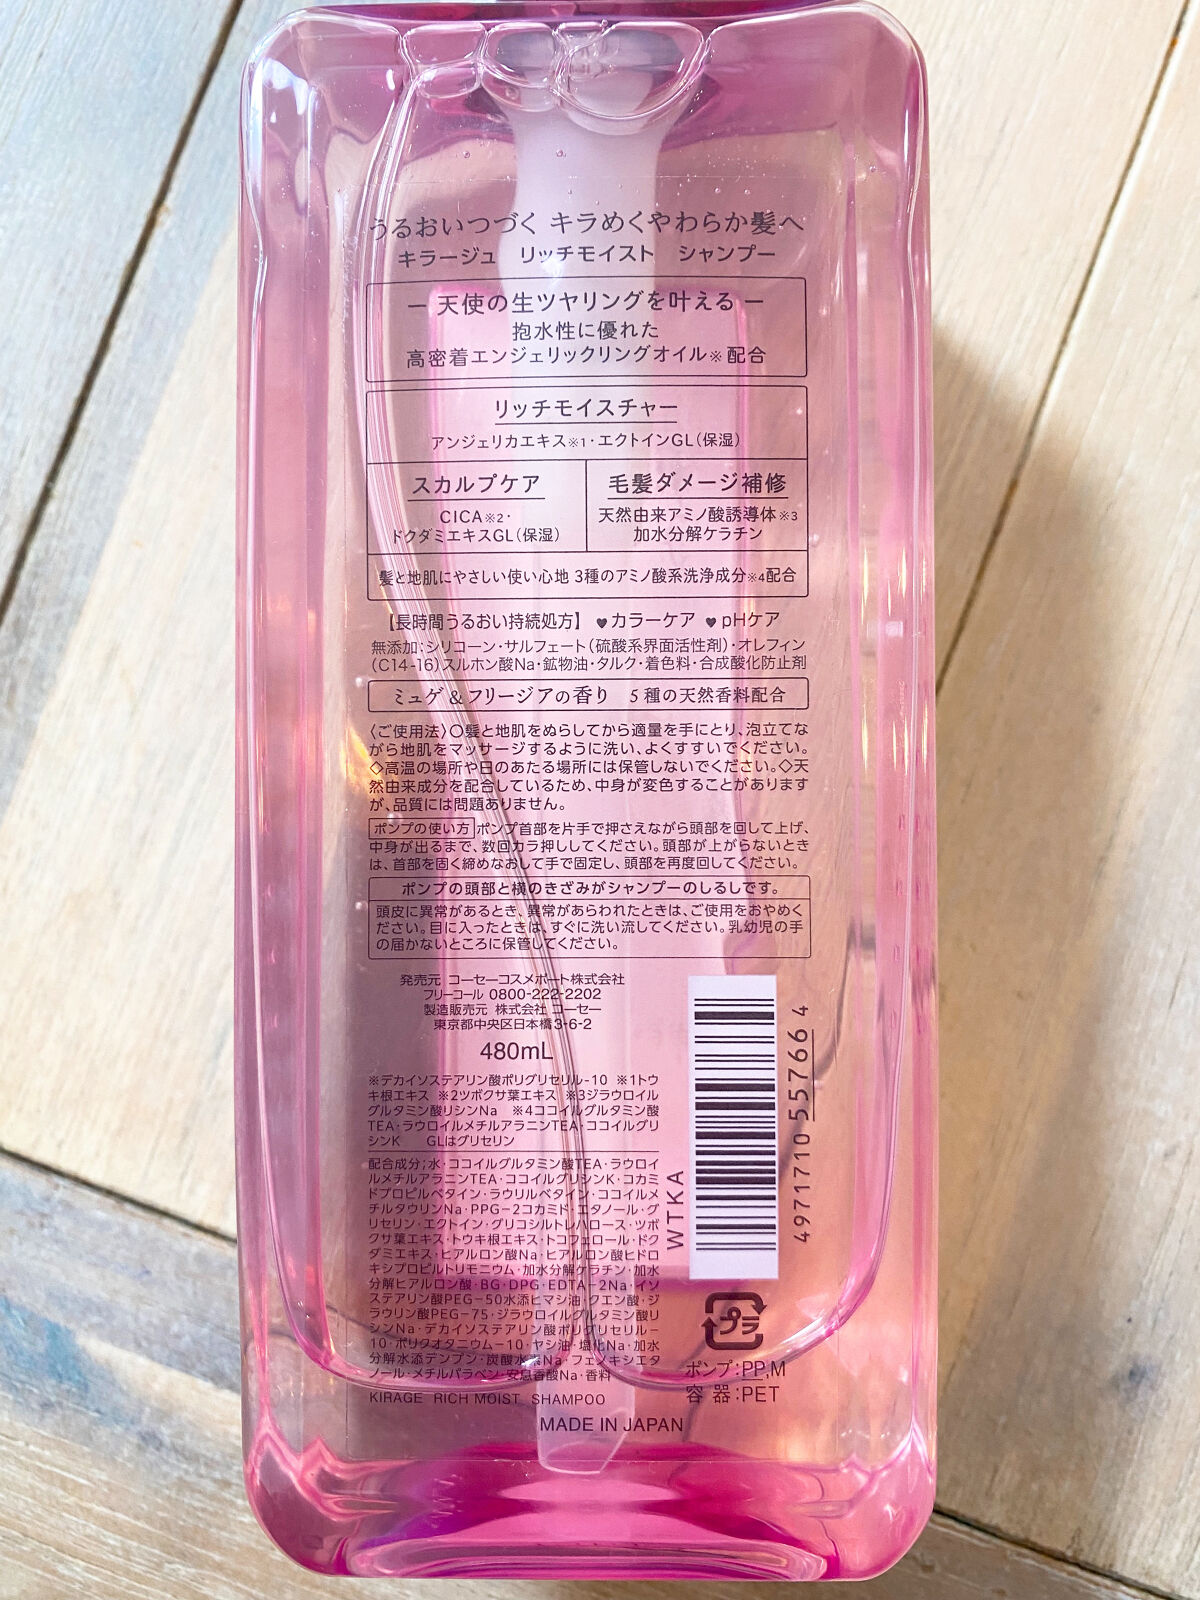 うるおいつづく キラめくやわらか髪へ
キラージュ リッチモイスト シャンプー
― 天使の生ツヤリングを叶える ―
抱水性に優れた
高密着エンジェリックリングオイル※配合
リッチモイスチャー
アンジェリカエキス※1・エクトインGL(保湿)
スカルプケア
CICA※2・
ドクダミエキスGL(保湿)
毛髪ダメージ補修
天然由来アミノ酸誘導体※3
加水分解ケラチン
髪と地肌にやさしい使い心地 3種のアミノ酸系洗浄成分※4配合
【長時間うるおい持続処方】 ♥カラーケア ♥pHケア
無添加:シリコーン・サルフェート(硫酸系界面活性剤)・オレフィン
(C14-16)スルホン酸Na・鉱物油・タルク・着色料・合成酸化防止剤
ミュゲ&フリージアの香り 5種の天然香料配合
〈ご使用法〉○髪と地肌をぬらしてから適量を手にとり、泡立てな
がら地肌をマッサージするように洗い、よくすすいでください。
◇高温の場所や日のあたる場所には保管しないでください。◇天
然由来成分を配合しているため、中身が変色することがあります
が、品質には問題ありません。
ポンプの使い方 ポンプ首部を片手で押さえながら頭部を回して上げ、
中身が出るまで、数回カラ押ししてください。頭部が上がらないとき
は、首部を固く締めなおして手で固定し、頭部を再度回してください。
ポンプの頭部と横のきざみがシャンプーのしるしです。
頭皮に異常があるとき、異常があらわれたときは、ご使用をおやめく
ださい。目に入ったときは、すぐに洗い流してください。乳幼児の手
の届かないところに保管してください。
発売元 コーセーコスメポート株式会社
フリーコール 0800-222-2202
製造販売元 株式会社 コーセー
東京都中央区日本橋3-6-2
480mL
※デカイソステアリン酸ポリグリセリル-10 ※1トウ
キ根エキス ※2ツボクサ葉エキス ※3ジラウロイル
グルタミン酸リシンNa ※4ココイルグルタミン酸
TEA・ラウロイルメチルアラニンTEA・ココイルグリ
シンK GLはグリセリン
配合成分:水・ココイルグルタミン酸TEA・ラウロイ
ルメチルアラニンTEA・ココイルグリシンK・コカミ
ドプロピルベタイン・ラウリルベタイン・ココイルメ
チルタウリンNa・PPG-2コカミド・エタノール・グ
リセリン・エクトイン・グリコシルトレハロース・ツボ
クサ葉エキス・トウキ根エキス・トコフェロール・ドク
ダミエキス・ヒアルロン酸Na・ヒアルロン酸ヒドロ
キシプロピルトリモニウム・加水分解ケラチン・加水
分解ヒアルロン酸・BG・DPG・EDTA-2Na・イソ
ステアリン酸PEG-50水添ヒマシ油・クエン酸・ジ
ラウリン酸PEG-75・ジラウロイルグルタミン酸リ
シンNa・デカイソステアリン酸ポリグリセリル-
10・ポリクオタニウム-10・ヤシ油・塩化Na・加水
分解水添デンプン・炭酸水素Na・フェノキシエタ
ノール・メチルパラベン・安息香酸Na・香料
KIRAGE RICH MOIST SHAMPOO
MADE IN JAPAN
WTKA
4971710 557664
プラ
ポンプ:PP,M
容 器:PET